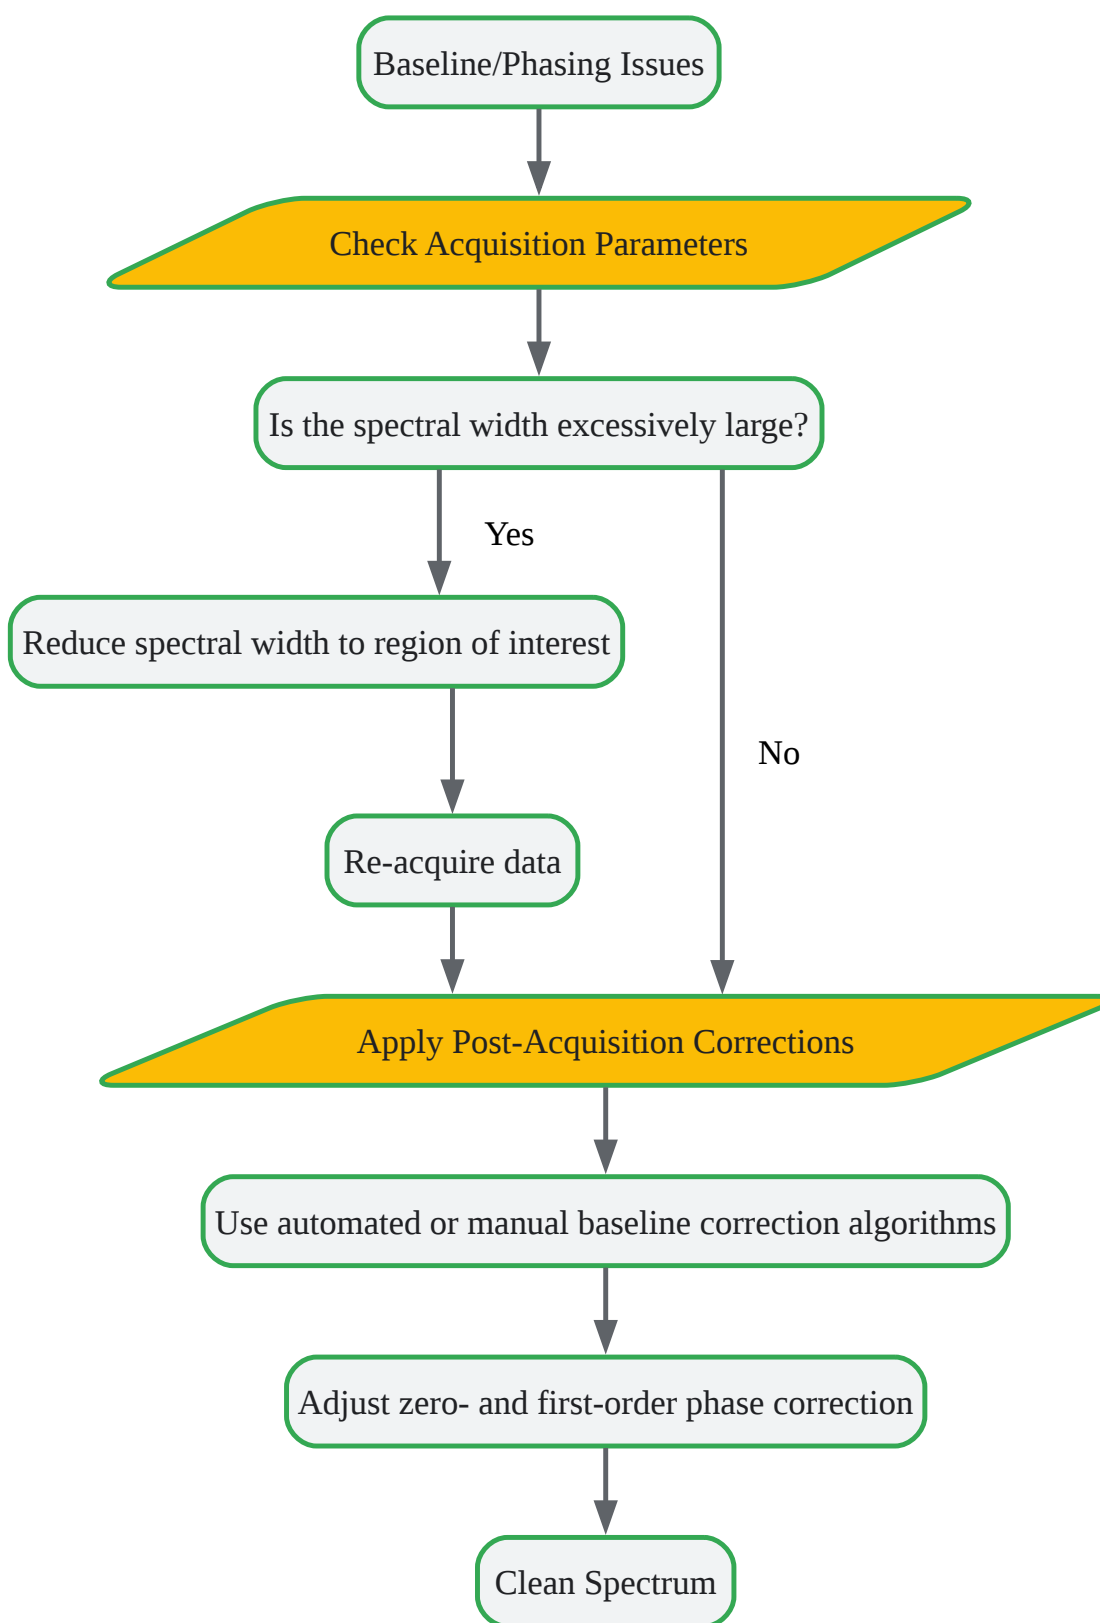 Baseline/Phasing Issues
Check Acquisition Parameters
Is the spectral width excessively large?
Yes
Reduce spectral width to region of interest
No
Re-acquire data
Apply Post-Acquisition Corrections
Use automated or manual baseline correction algorithms
Adjust zero- and first-order phase correction
Clean Spectrum